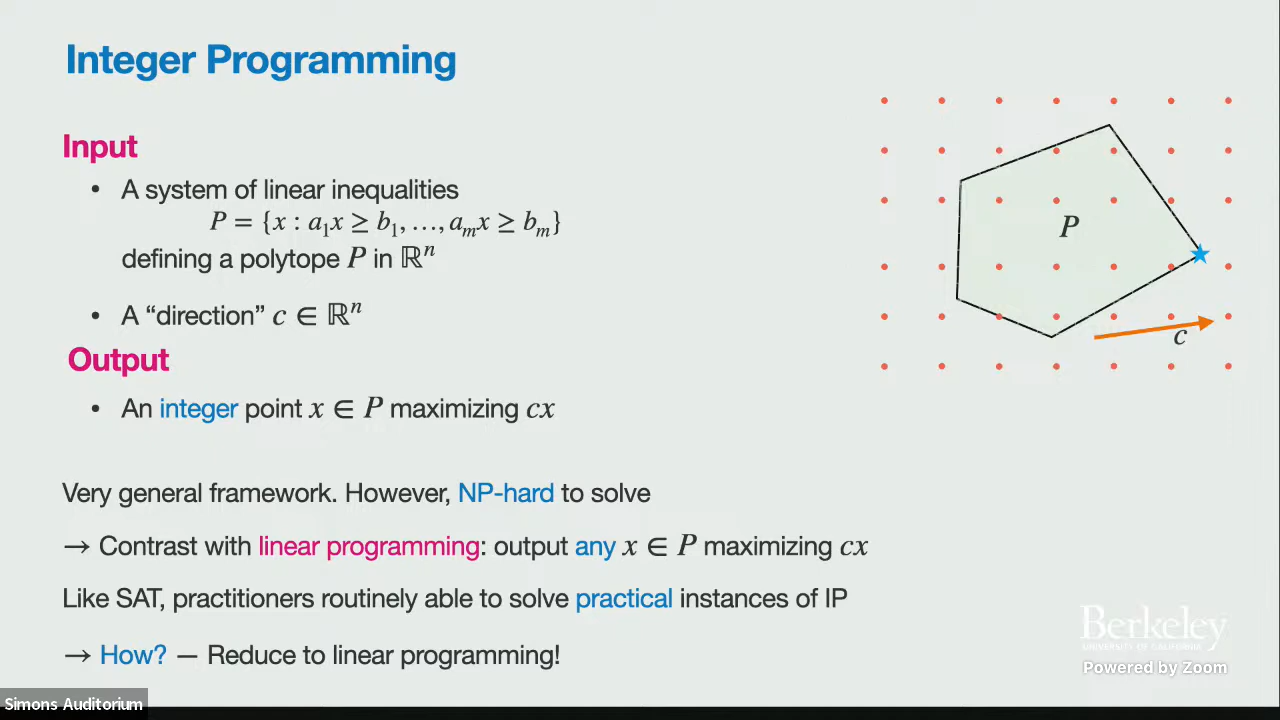 Integer Programming
Input
• A system of linear inequalities
P = {x : a₁x ≥ b₁, …, aₘx ≥ bₘ}
defining a polytope P in ℝⁿ
• A “direction” c ∈ ℝⁿ
Output
• An integer point x ∈ P maximizing cx
Very general framework. However, NP-hard to solve
→ Contrast with linear programming: output any x ∈ P maximizing cx
Like SAT, practitioners routinely able to solve practical instances of IP
→ How? — Reduce to linear programming!
P
c
Berkeley
UNIVERSITY OF CALIFORNIA
Powered by Zoom
Simons Auditorium